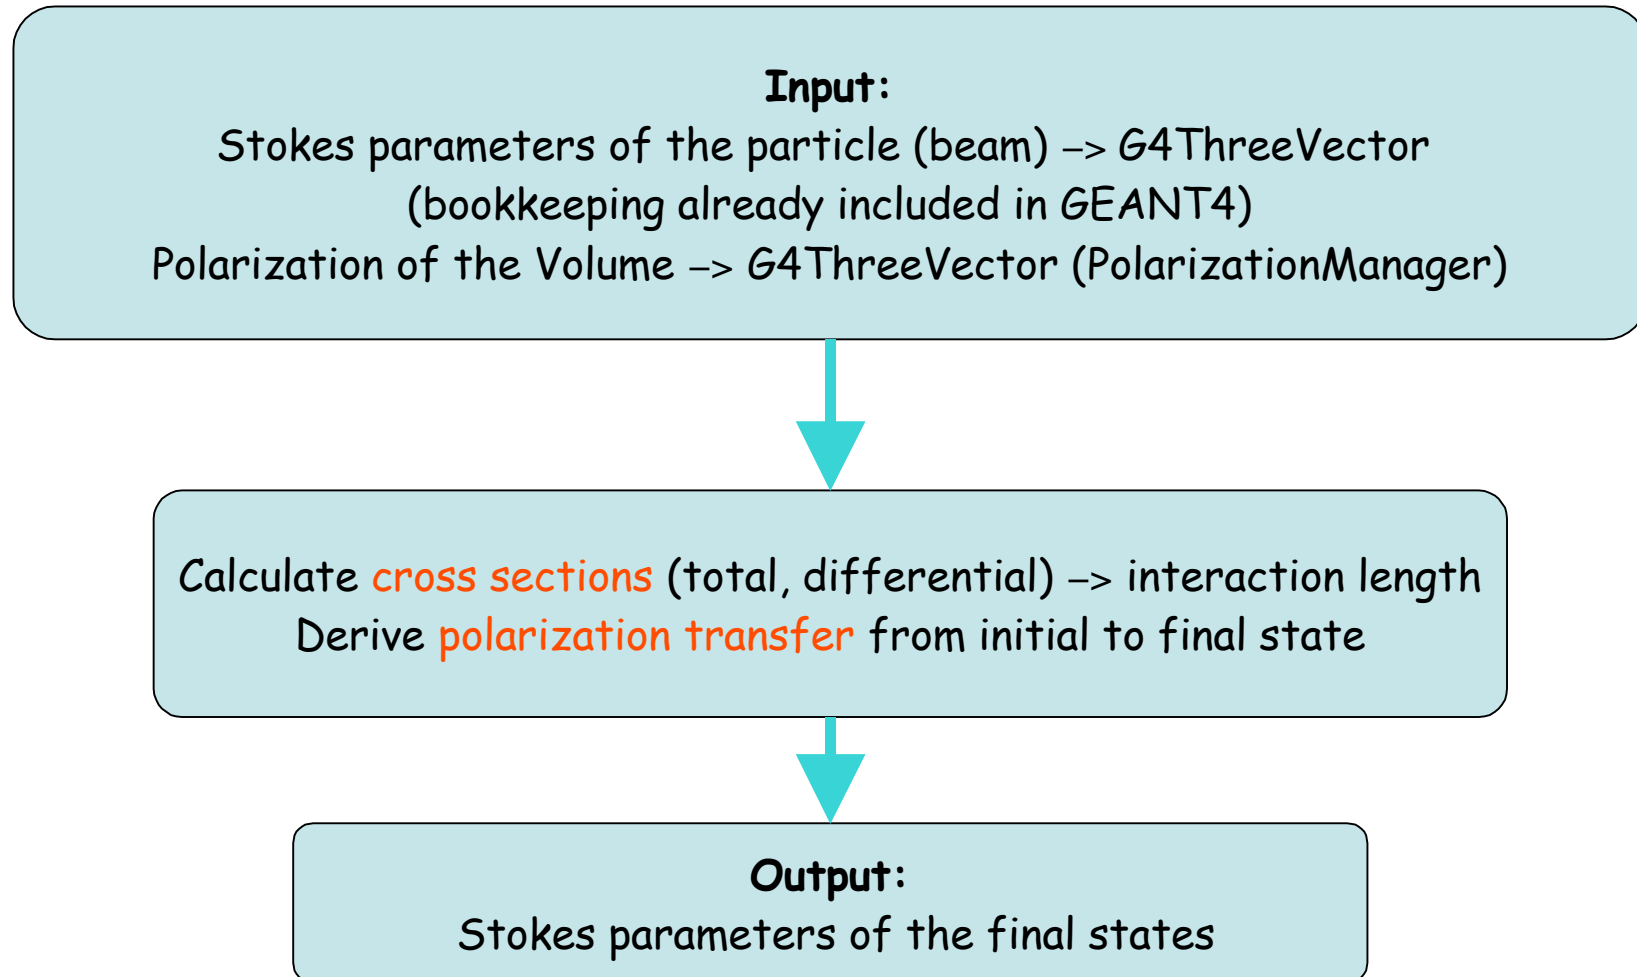 Input:
Stokes parameters of the particle (beam) –> G4ThreeVector
(bookkeeping already included in GEANT4)
Polarization of the Volume –> G4ThreeVector (PolarizationManager)
Calculate cross sections (total, differential) –> interaction length
Derive polarization transfer from initial to final state
Output:
Stokes parameters of the final states